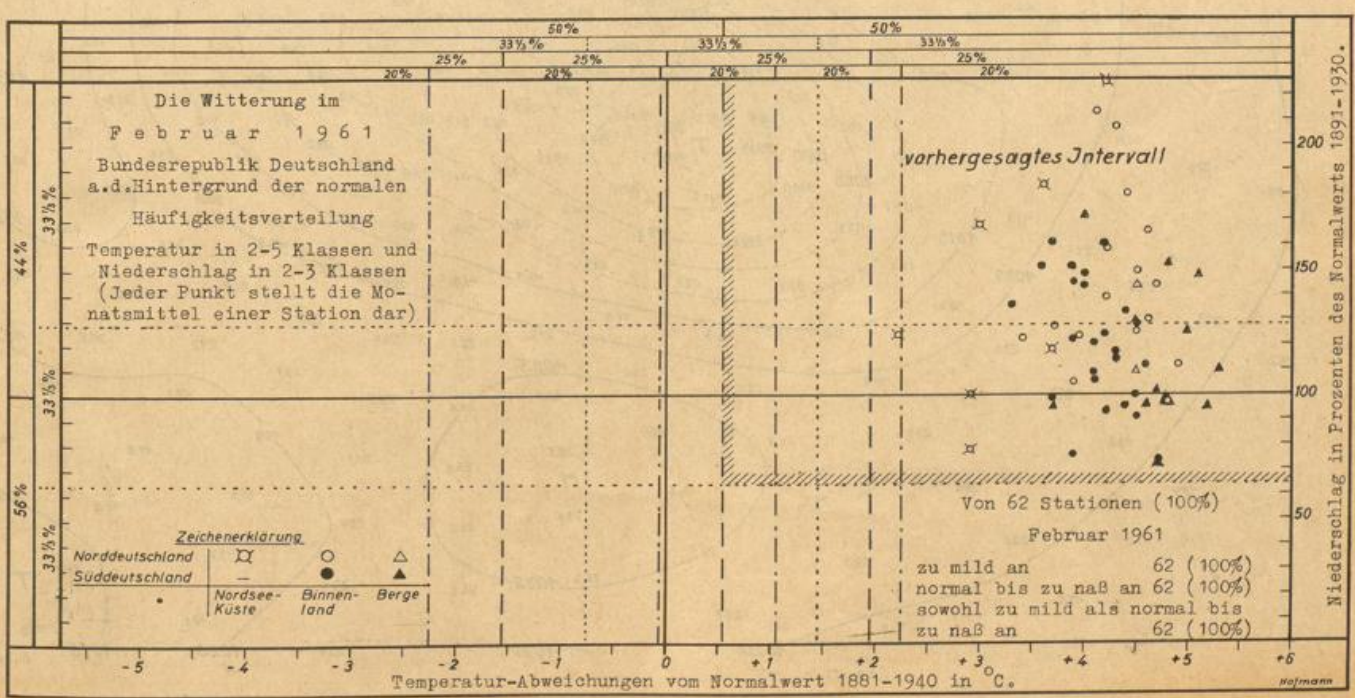 50% 50%
33⅓% 33⅓% 33⅓%
25% 25% 25% 25%
20% 20% 20% 20% 20%
Die Witterung im
Februar 1961
Bundesrepublik Deutschland
a.d.Hintergrund der normalen
Häufigkeitsverteilung
Temperatur in 2-5 Klassen und
Niederschlag in 2-3 Klassen
(Jeder Punkt stellt die Mo-
natsmittel einer Station dar)
44%
56%
33⅓%
33⅓%
33⅓%
vorhergesagtes Intervall
200
150
100
50
Niederschlag in Prozenten des Normalwerts 1891-1930.
Von 62 Stationen (100%)
Februar 1961
zu mild an 62 (100%)
normal bis zu naß an 62 (100%)
sowohl zu mild als normal bis
zu naß an 62 (100%)
Zeichenerklärung
Norddeutschland
Süddeutschland –
Nordsee- Binnen- Berge
Küste land
-5 -4 -3 -2 -1 0 +1 +2 +3 +4 +5 +6
Temperatur-Abweichungen vom Normalwert 1881-1940 in °C.
Hofmann